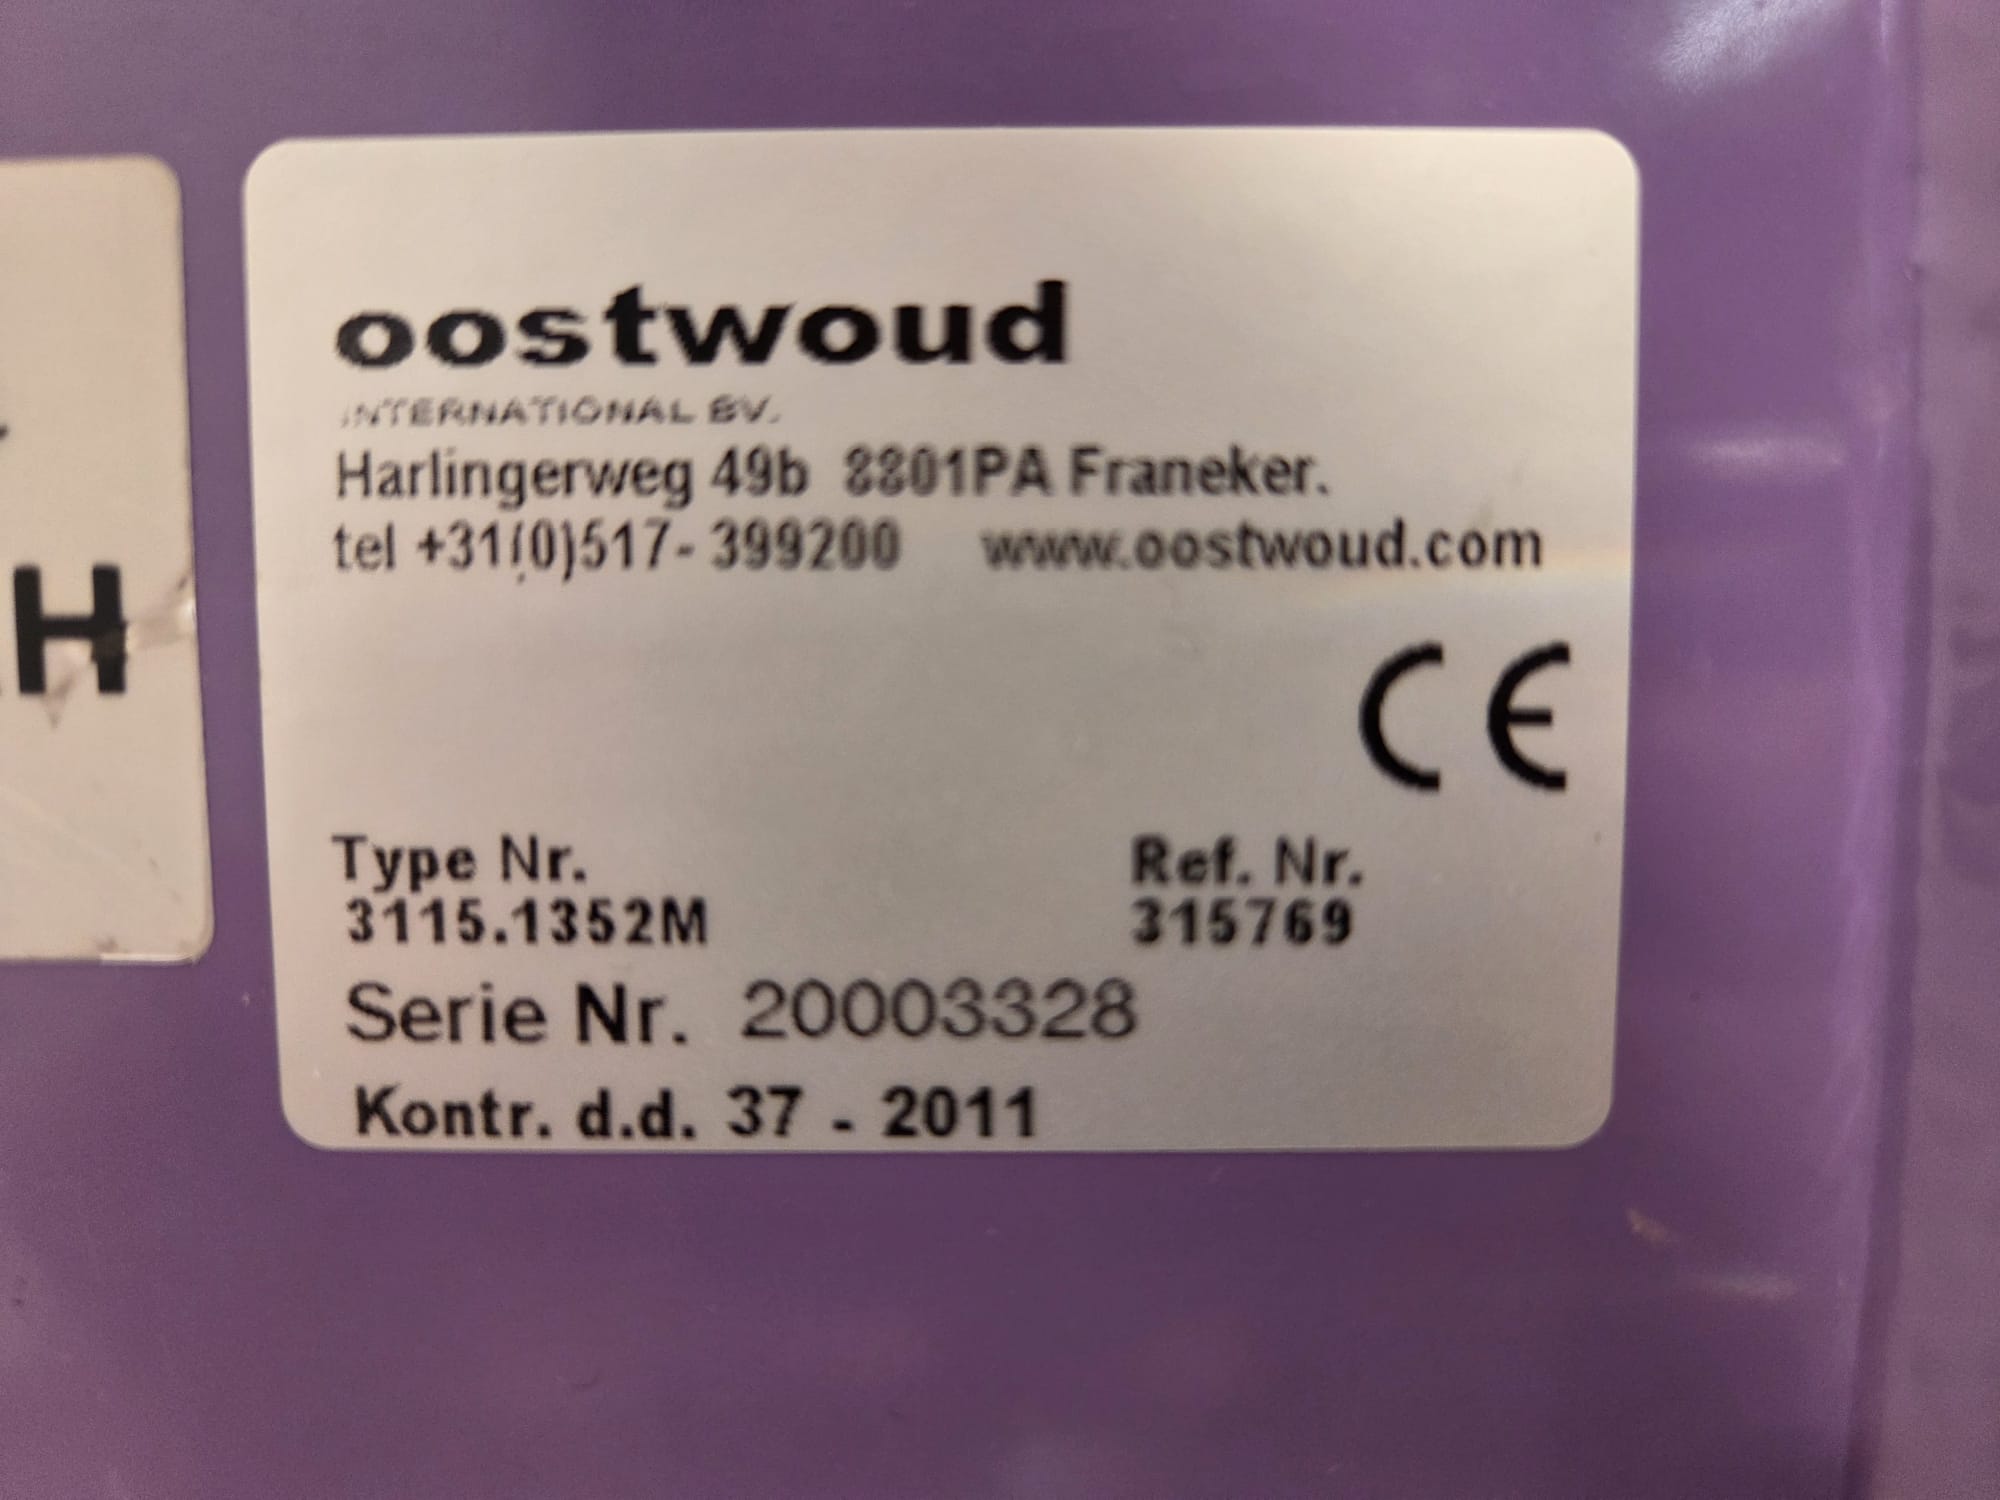 oostwoud
INTERNATIONAL BV.
Harlingerweg 49b 8801PA Franeker.
tel +31(0)517- 399200 www.oostwoud.com
CE
Type Nr. Ref. Nr.
3115.1352M 315769
Serie Nr. 20003328
Kontr. d.d. 37 - 2011
H